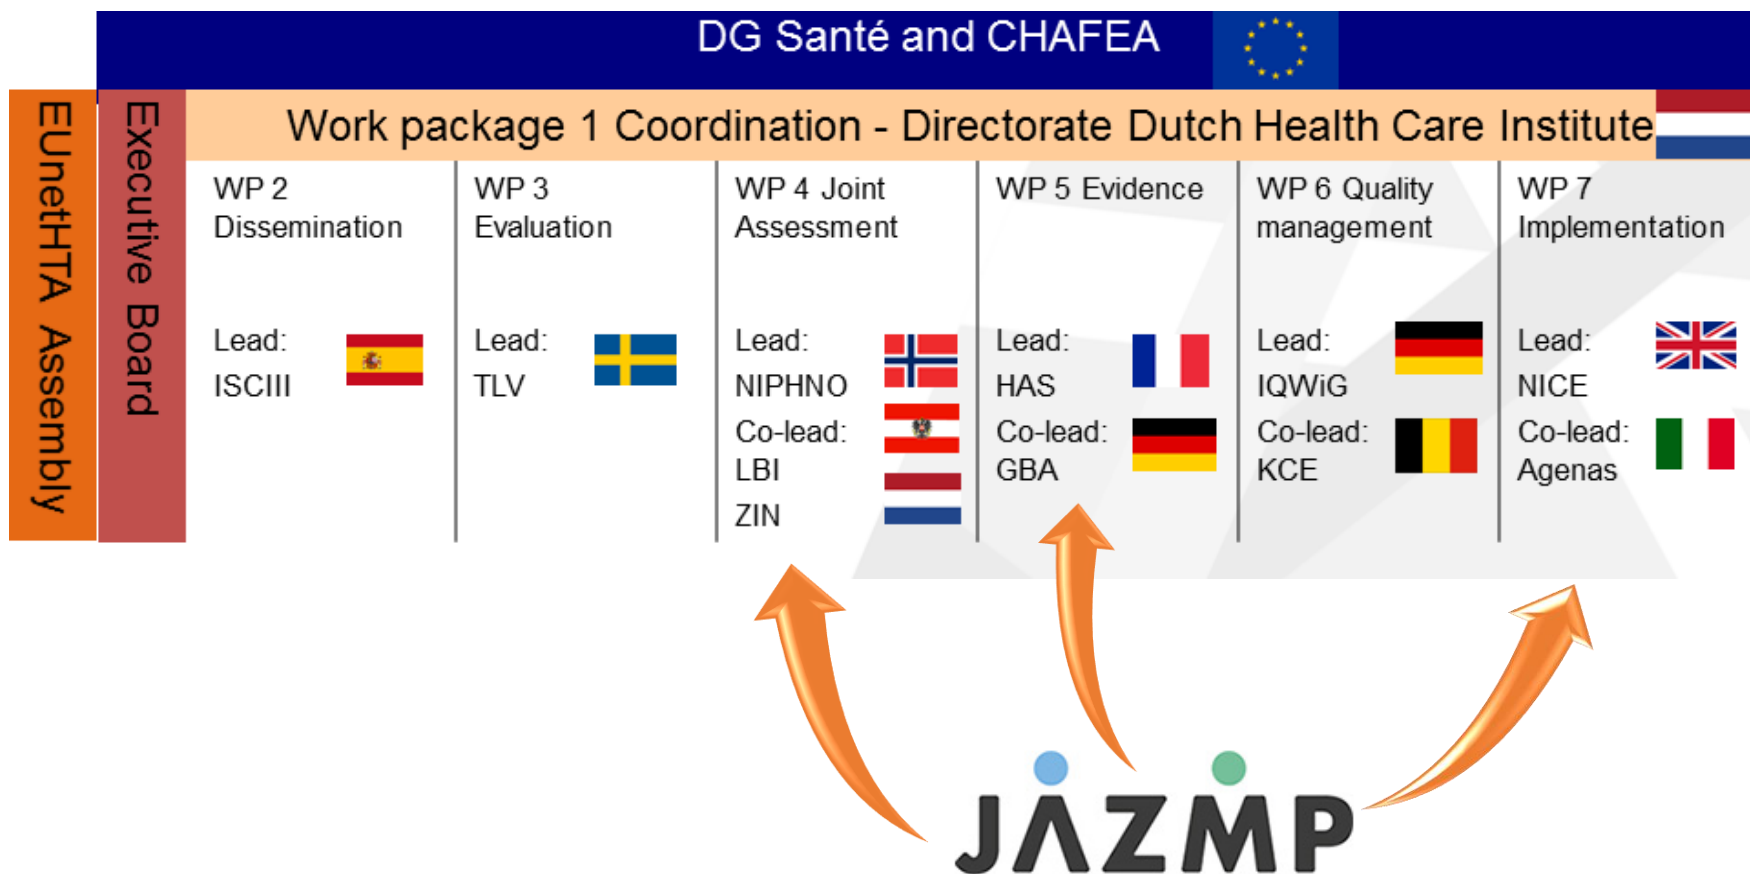 DG Santé and CHAFEA
EUnetHTA Assembly
Executive Board
Work package 1 Coordination - Directorate Dutch Health Care Institute
WP 2
Dissemination
Lead:
ISCIII
WP 3
Evaluation
Lead:
TLV
WP 4 Joint
Assessment
Lead:
NIPHNO
Co-lead:
LBI
ZIN
WP 5 Evidence
Lead:
HAS
Co-lead:
GBA
WP 6 Quality
management
Lead:
IQWiG
Co-lead:
KCE
WP 7
Implementation
Lead:
NICE
Co-lead:
Agenas
JAZMP